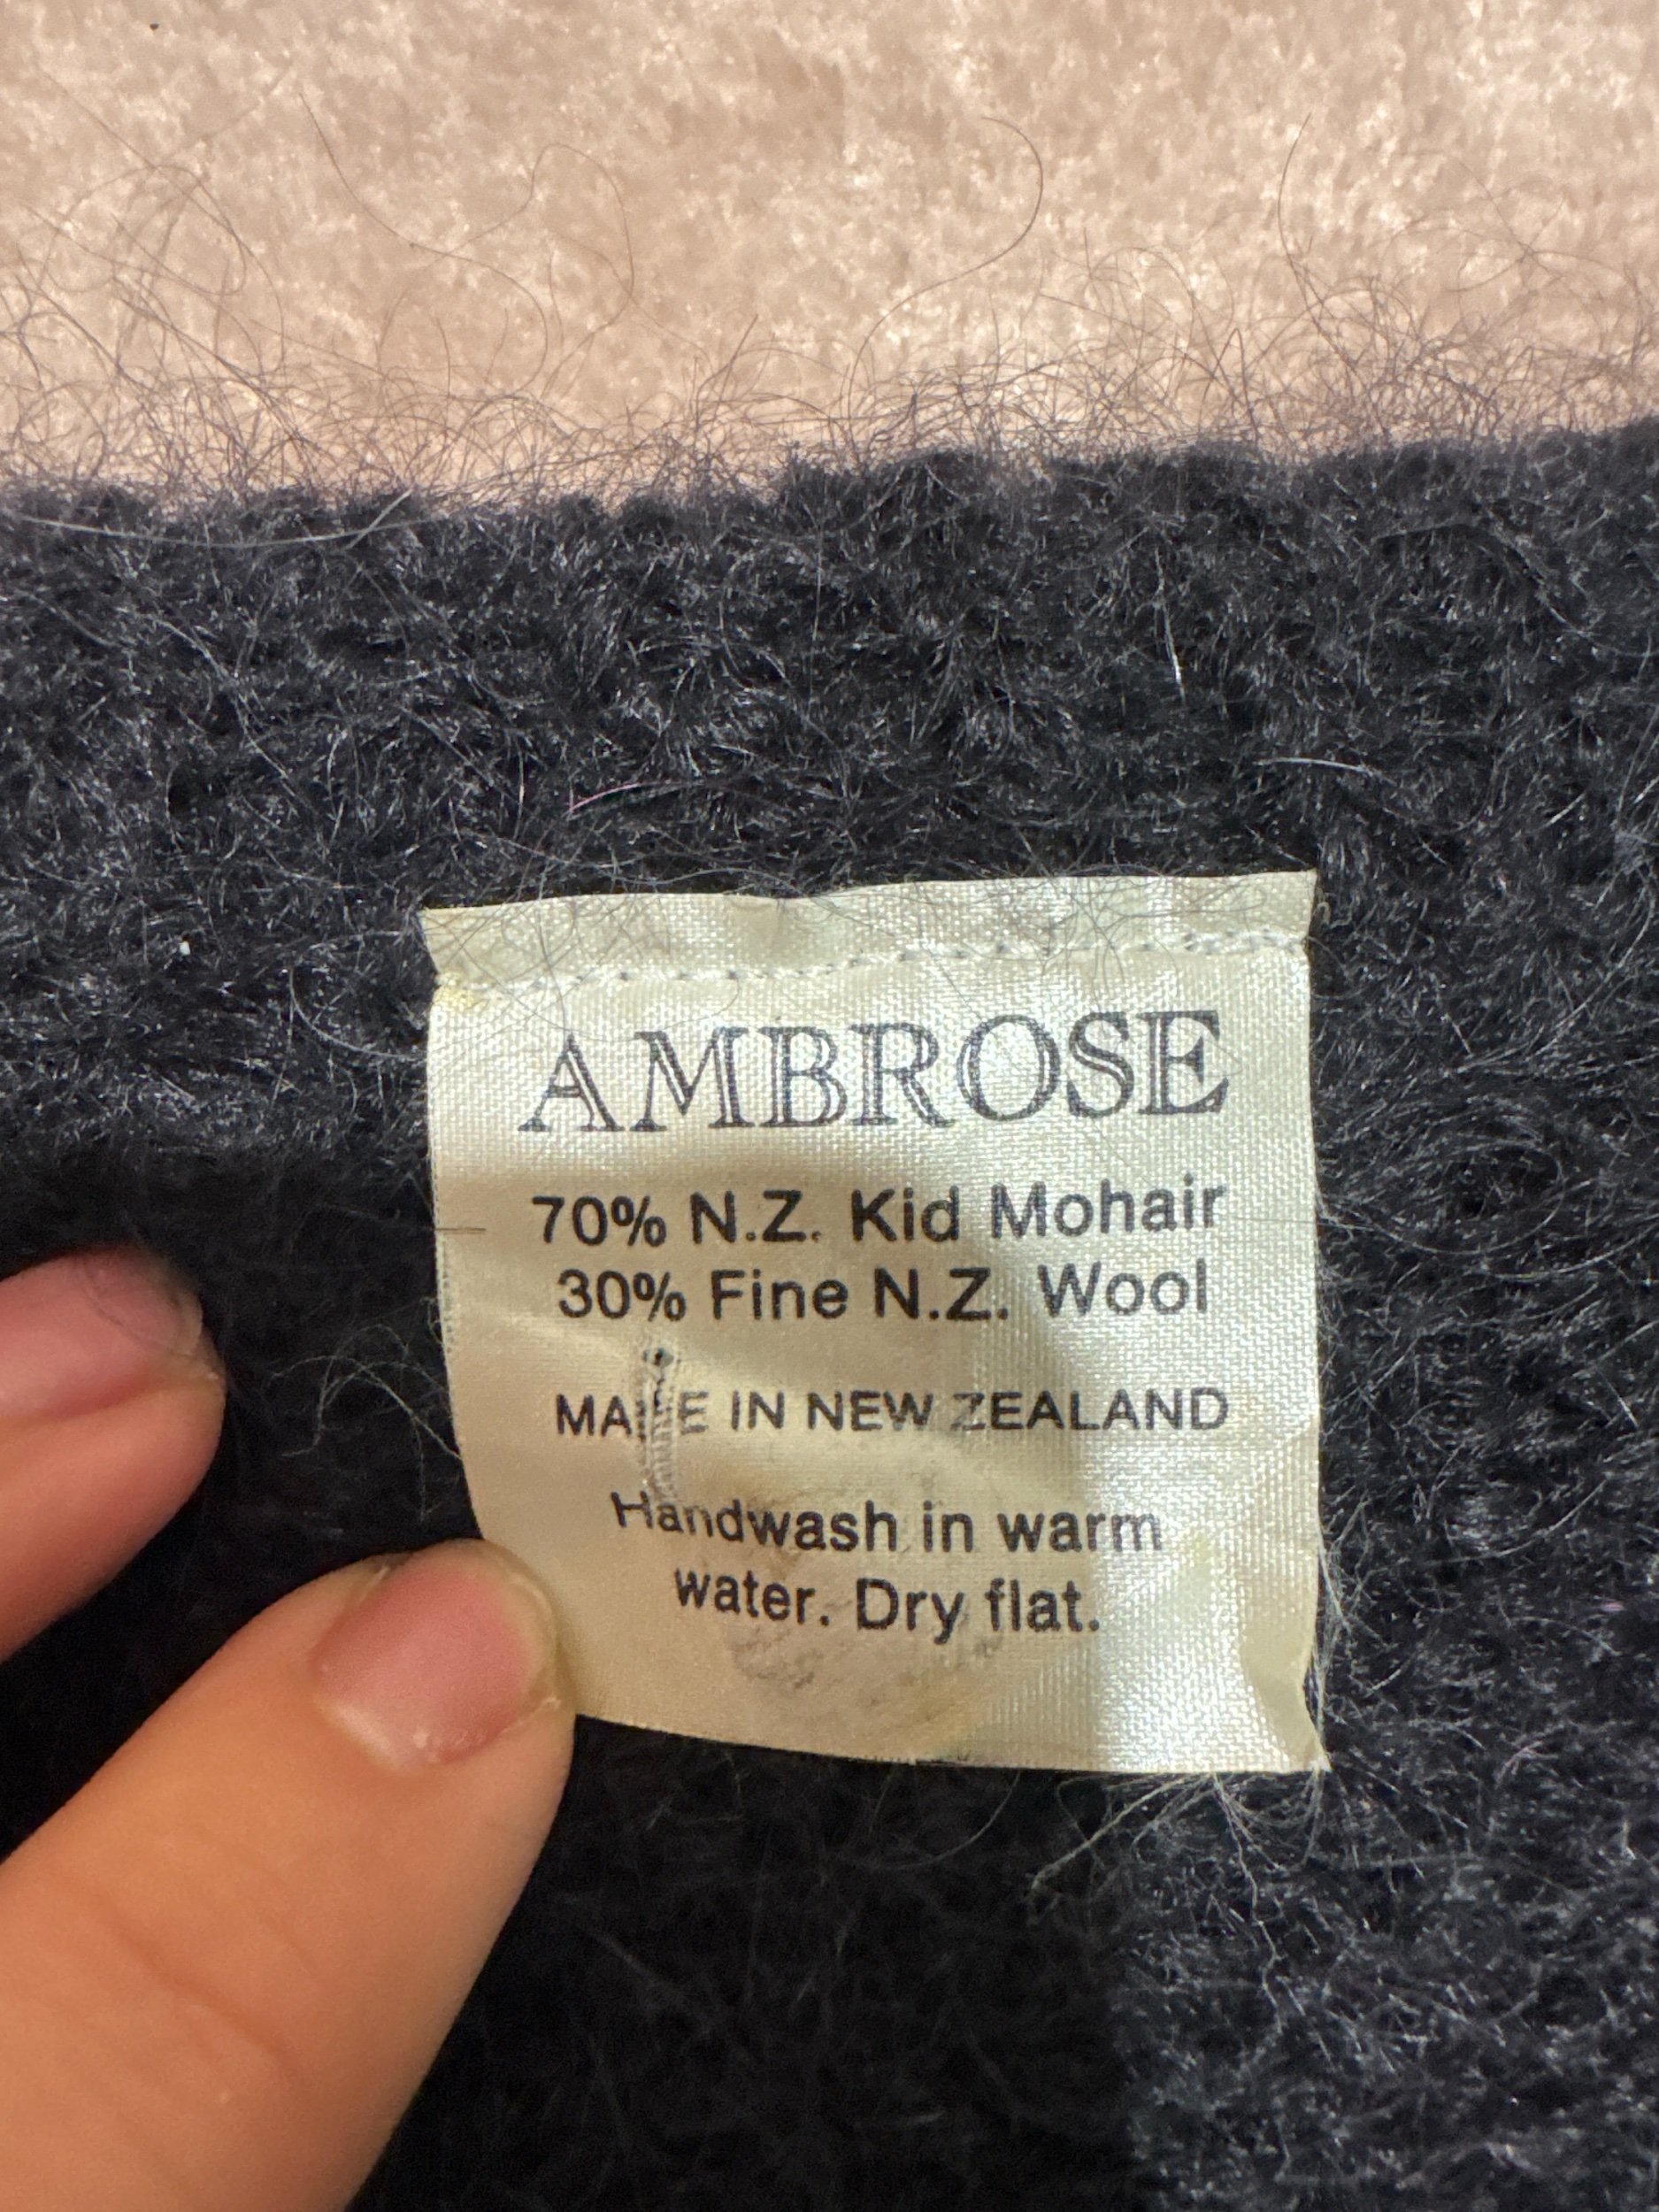 AMBROSE
70% N.Z. Kid Mohair
30% Fine N.Z. Wool
MADE IN NEW ZEALAND
Handwash in warm
water. Dry flat.